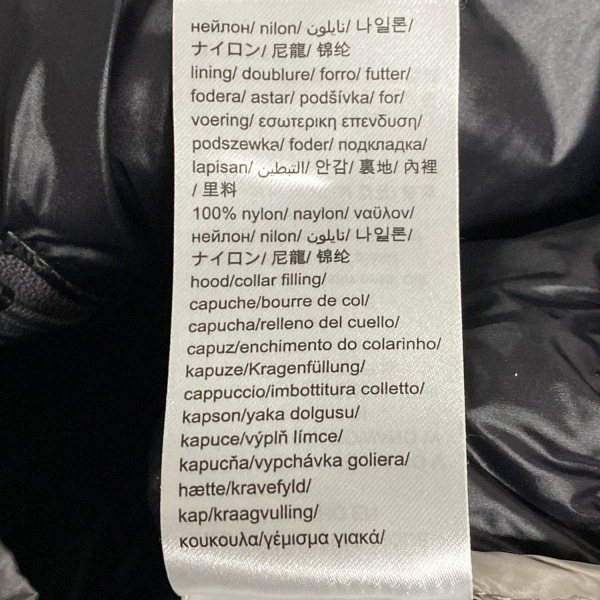 нейлон/ nilon/ نايلون/ 나일론/
ナイロン/ 尼龍/ 锦纶
lining/ doublure/ forro/ futter/
fodera/ astar/ podšívka/ for/
voering/ εσωτερικη επενδυση/
podszewka/ foder/ подкладка/
lapisan/ التبطين/ 안감/ 裏地/ 內裡
/ 里料
100% nylon/ naylon/ ναϋλον/
нейлон/ nilon/ نايلون/ 나일론/
ナイロン/ 尼龍/ 锦纶
hood/collar filling/
capuche/bourre de col/
capucha/relleno del cuello/
capuz/enchimento do colarinho/
kapuze/Kragenfüllung/
cappuccio/imbottitura colletto/
kapson/yaka dolgusu/
kapuce/výplň límce/
kapucňa/vypchávka goliera/
hætte/kravefyld/
kap/kraagvulling/
κουκουλα/γέμισμα γιακά/